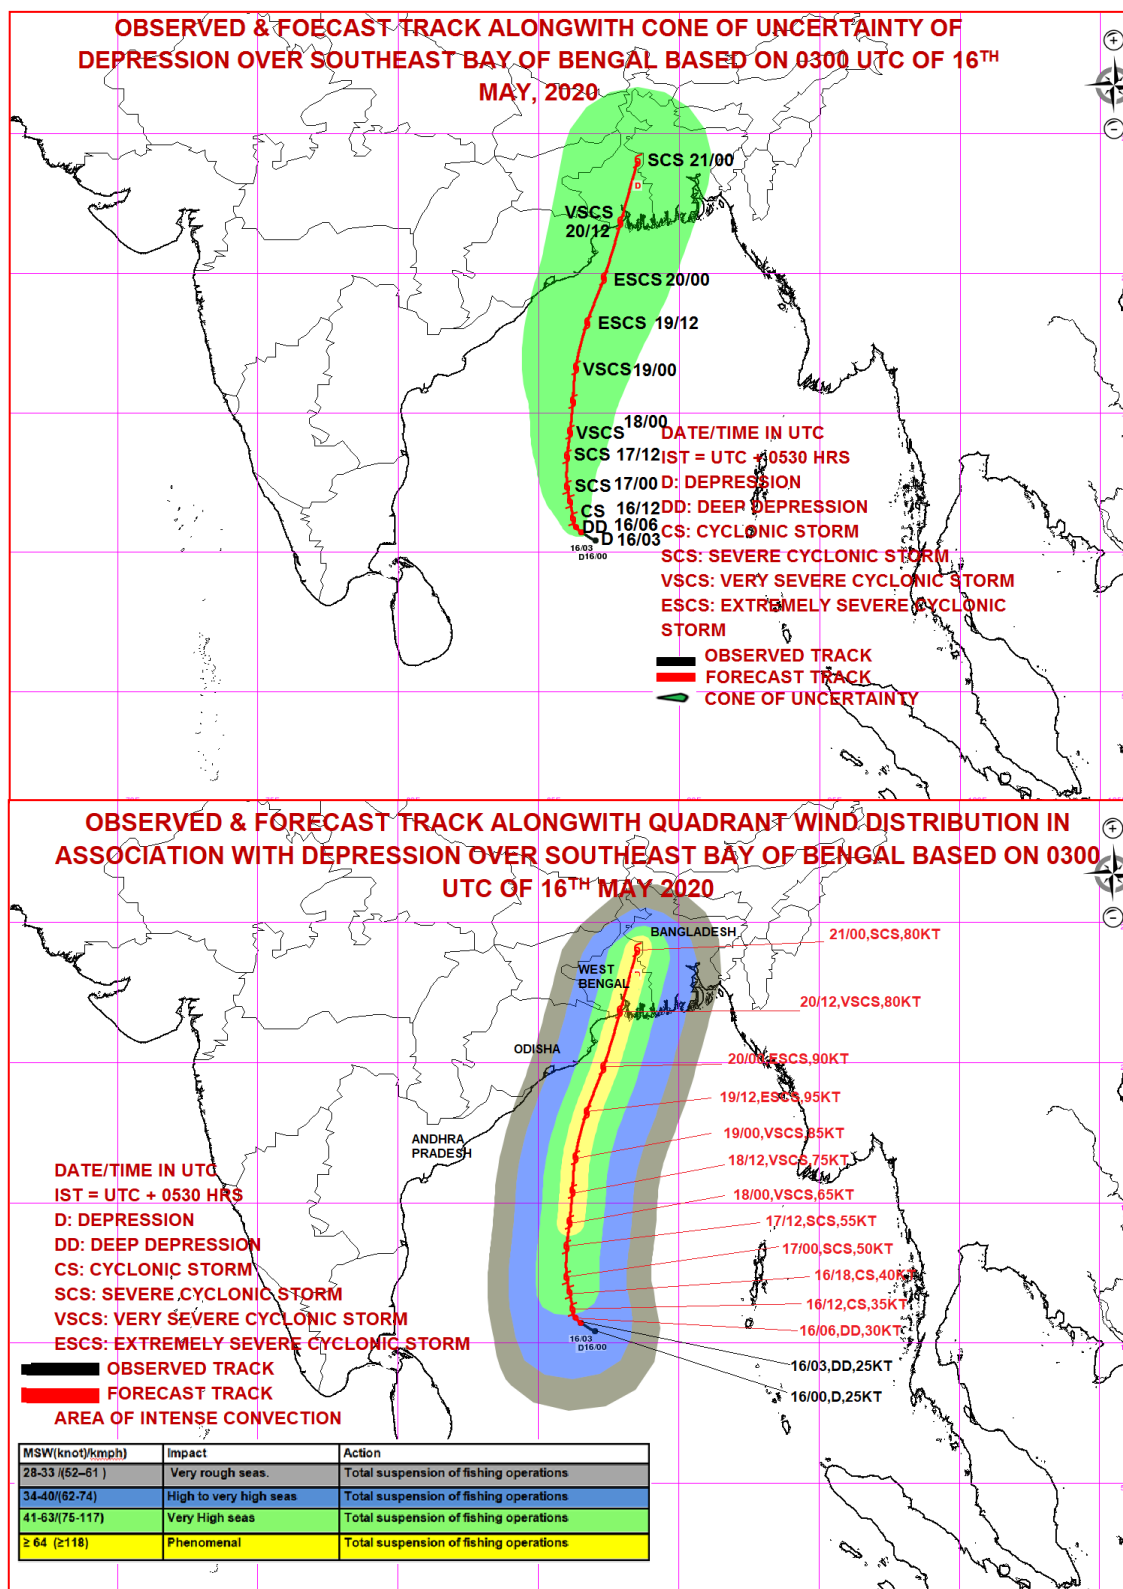 OBSERVED & FOECAST TRACK ALONGWITH CONE OF UNCERTAINTY OF
DEPRESSION OVER SOUTHEAST BAY OF BENGAL BASED ON 0300 UTC OF 16TH
MAY, 2020
SCS 21/00
D
VSCS
20/12
ESCS 20/00
ESCS 19/12
VSCS 19/00
18/00
VSCS
SCS 17/12
SCS 17/00
CS 16/12
DD 16/06
D 16/03
16/03
D16/00
DATE/TIME IN UTC
IST = UTC + 0530 HRS
D: DEPRESSION
DD: DEEP DEPRESSION
CS: CYCLONIC STORM
SCS: SEVERE CYCLONIC STORM
VSCS: VERY SEVERE CYCLONIC STORM
ESCS: EXTREMELY SEVERE CYCLONIC
STORM
OBSERVED TRACK
FORECAST TRACK
CONE OF UNCERTAINTY
OBSERVED & FORECAST TRACK ALONGWITH QUADRANT WIND DISTRIBUTION IN
ASSOCIATION WITH DEPRESSION OVER SOUTHEAST BAY OF BENGAL BASED ON 0300
UTC OF 16TH MAY 2020
BANGLADESH
21/00,SCS,80KT
WEST
BENGAL
20/12,VSCS,80KT
ODISHA
20/00,ESCS,90KT
19/12,ESCS,95KT
ANDHRA
PRADESH
19/00,VSCS,85KT
18/12,VSCS,75KT
18/00,VSCS,65KT
17/12,SCS,55KT
17/00,SCS,50KT
16/18,CS,40KT
16/12,CS,35KT
16/06,DD,30KT
16/03,DD,25KT
16/00,D,25KT
16/03
D16/00
DATE/TIME IN UTC
IST = UTC + 0530 HRS
D: DEPRESSION
DD: DEEP DEPRESSION
CS: CYCLONIC STORM
SCS: SEVERE CYCLONIC STORM
VSCS: VERY SEVERE CYCLONIC STORM
ESCS: EXTREMELY SEVERE CYCLONIC STORM
OBSERVED TRACK
FORECAST TRACK
AREA OF INTENSE CONVECTION
MSW(knot)/kmph) Impact Action
28-33 /(52–61 ) Very rough seas. Total suspension of fishing operations
34-40/(62-74) High to very high seas Total suspension of fishing operations
41-63/(75-117) Very High seas Total suspension of fishing operations
≥ 64 (≥118) Phenomenal Total suspension of fishing operations